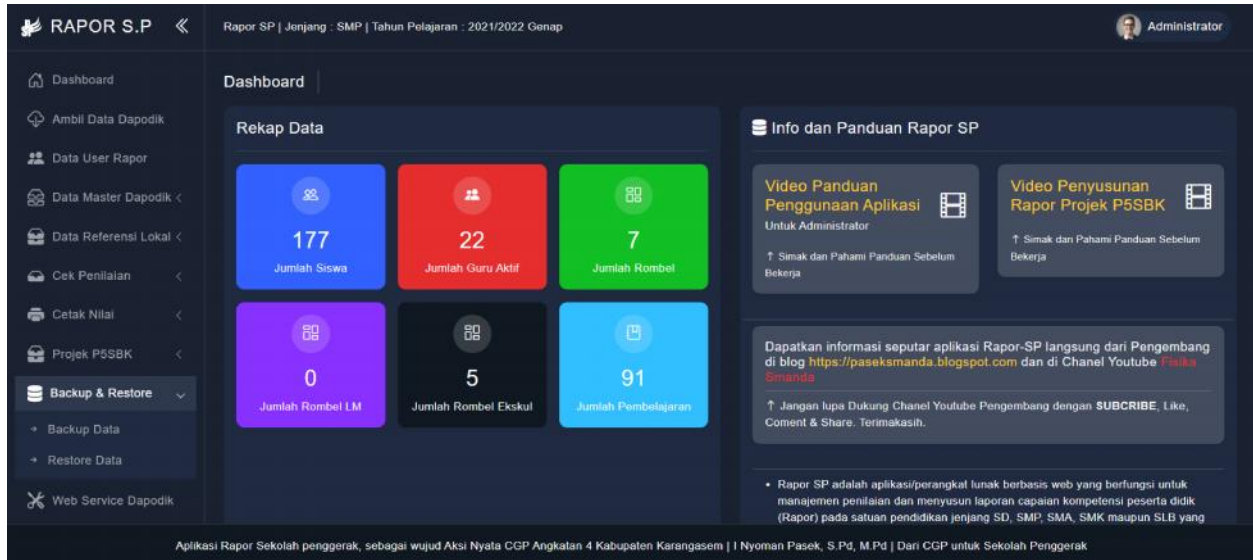 RAPOR S.P
Rapor SP | Jenjang : SMP | Tahun Pelajaran : 2021/2022 Genap
Administrator
Dashboard
Ambil Data Dapodik
Data User Rapor
Data Master Dapodik
Data Referensi Lokal
Cek Penilaian
Cetak Nilai
Projek P5SBK
Backup & Restore
Backup Data
Restore Data
Web Service Dapodik
Dashboard
Rekap Data
177
Jumlah Siswa
22
Jumlah Guru Aktif
7
Jumlah Rombel
0
Jumlah Rombel LM
5
Jumlah Rombel Ekskul
91
Jumlah Pembelajaran
Info dan Panduan Rapor SP
Video Panduan
Penggunaan Aplikasi
Untuk Administrator
↑ Simak dan Pahami Panduan Sebelum
Bekerja
Video Penyusunan
Rapor Projek P5SBK
↑ Simak dan Pahami Panduan Sebelum
Bekerja
Dapatkan informasi seputar aplikasi Rapor-SP langsung dari Pengembang
di blog https://paseksmanda.blogspot.com dan di Chanel Youtube Fisika
Smanda
↑ Jangan lupa Dukung Chanel Youtube Pengembang dengan SUBCRIBE, Like,
Coment & Share. Terimakasih.
• Rapor SP adalah aplikasi/perangkat lunak berbasis web yang berfungsi untuk
manajemen penilaian dan menyusun laporan capaian kompetensi peserta didik
(Rapor) pada satuan pendidikan jenjang SD, SMP, SMA, SMK maupun SLB yang
Aplikasi Rapor Sekolah penggerak, sebagai wujud Aksi Nyata CGP Angkatan 4 Kabupaten Karangasem | I Nyoman Pasek, S.Pd, M.Pd | Dari CGP untuk Sekolah Penggerak